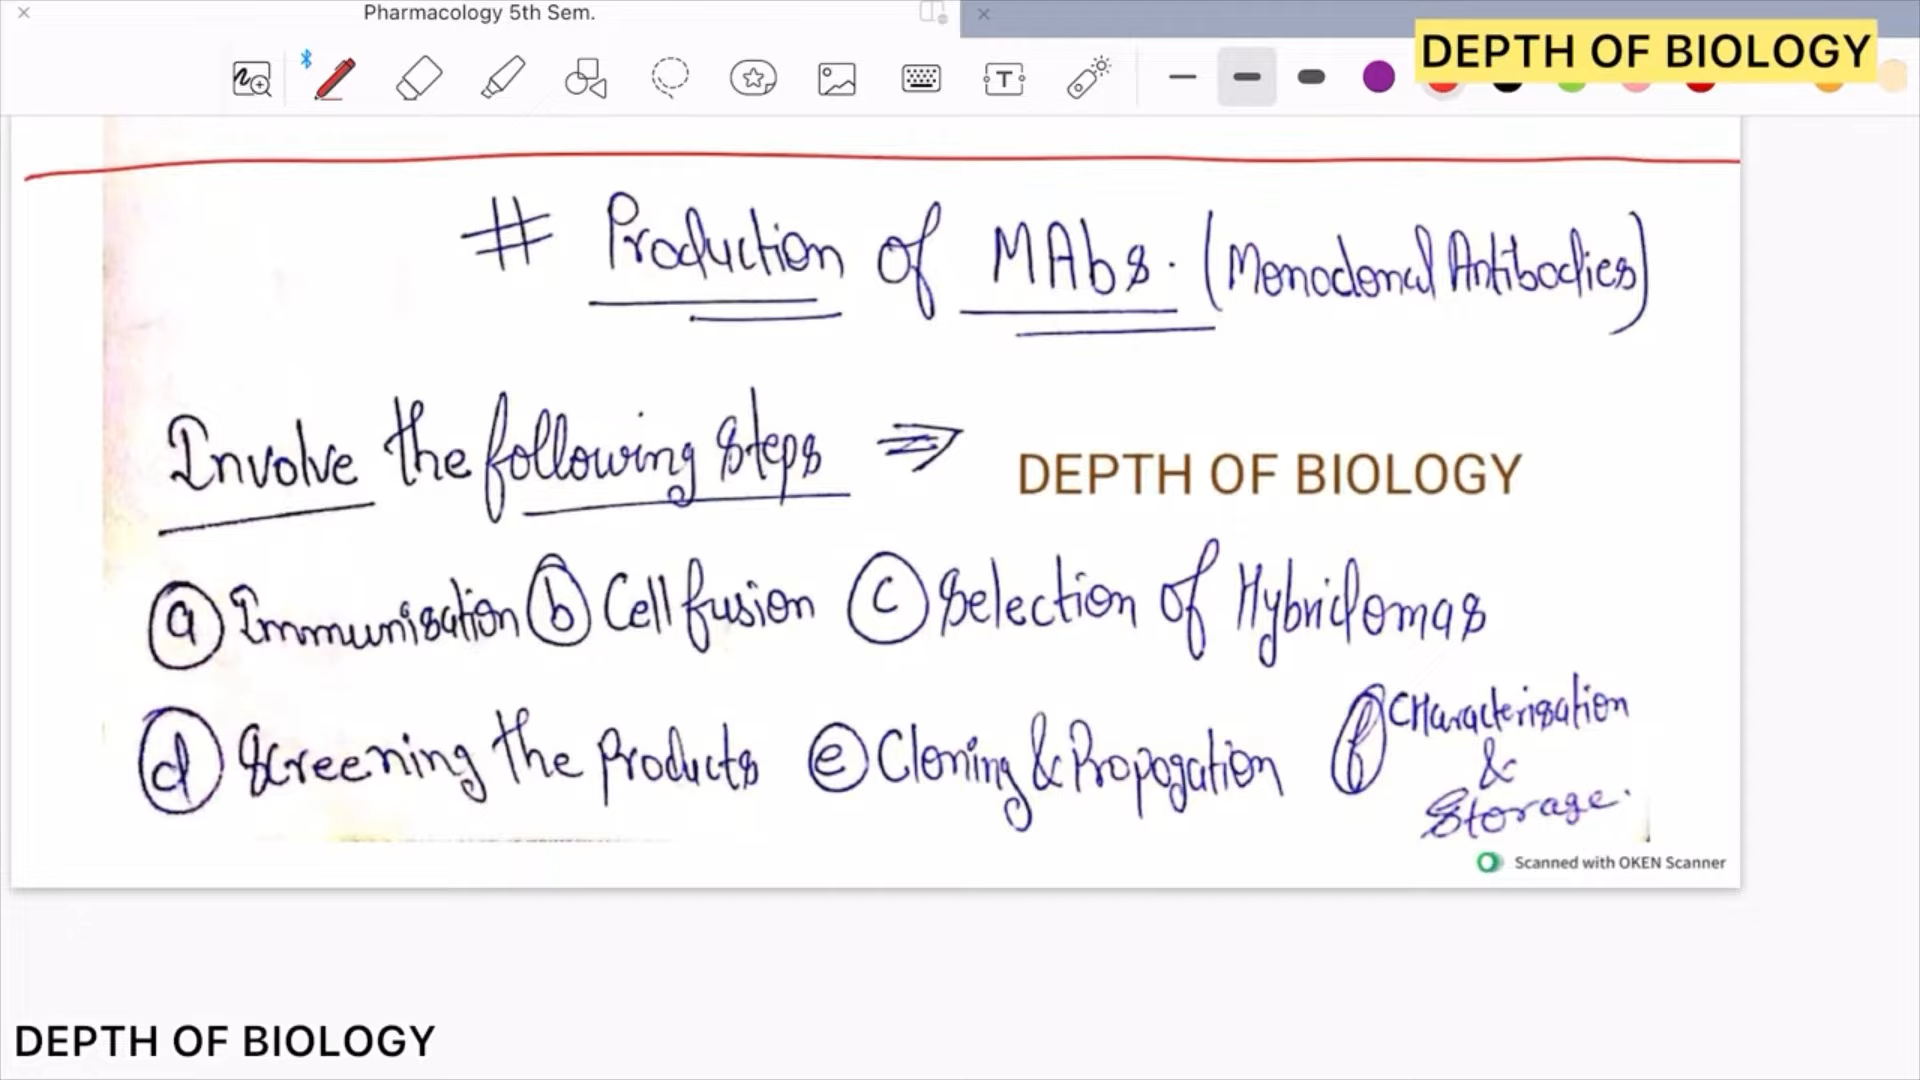 Pharmacology 5th Sem.
DEPTH OF BIOLOGY
# Production of MAbs. (Monoclonal Antibodies)
Involve the following steps ⇒
DEPTH OF BIOLOGY
ⓐ Immunisation ⓑ Cell fusion ⓒ Selection of Hybridomas
ⓓ Screening the Products ⓔ Cloning & Propogation ⓕ Characterisation
&
Storage.
Scanned with OKEN Scanner
DEPTH OF BIOLOGY